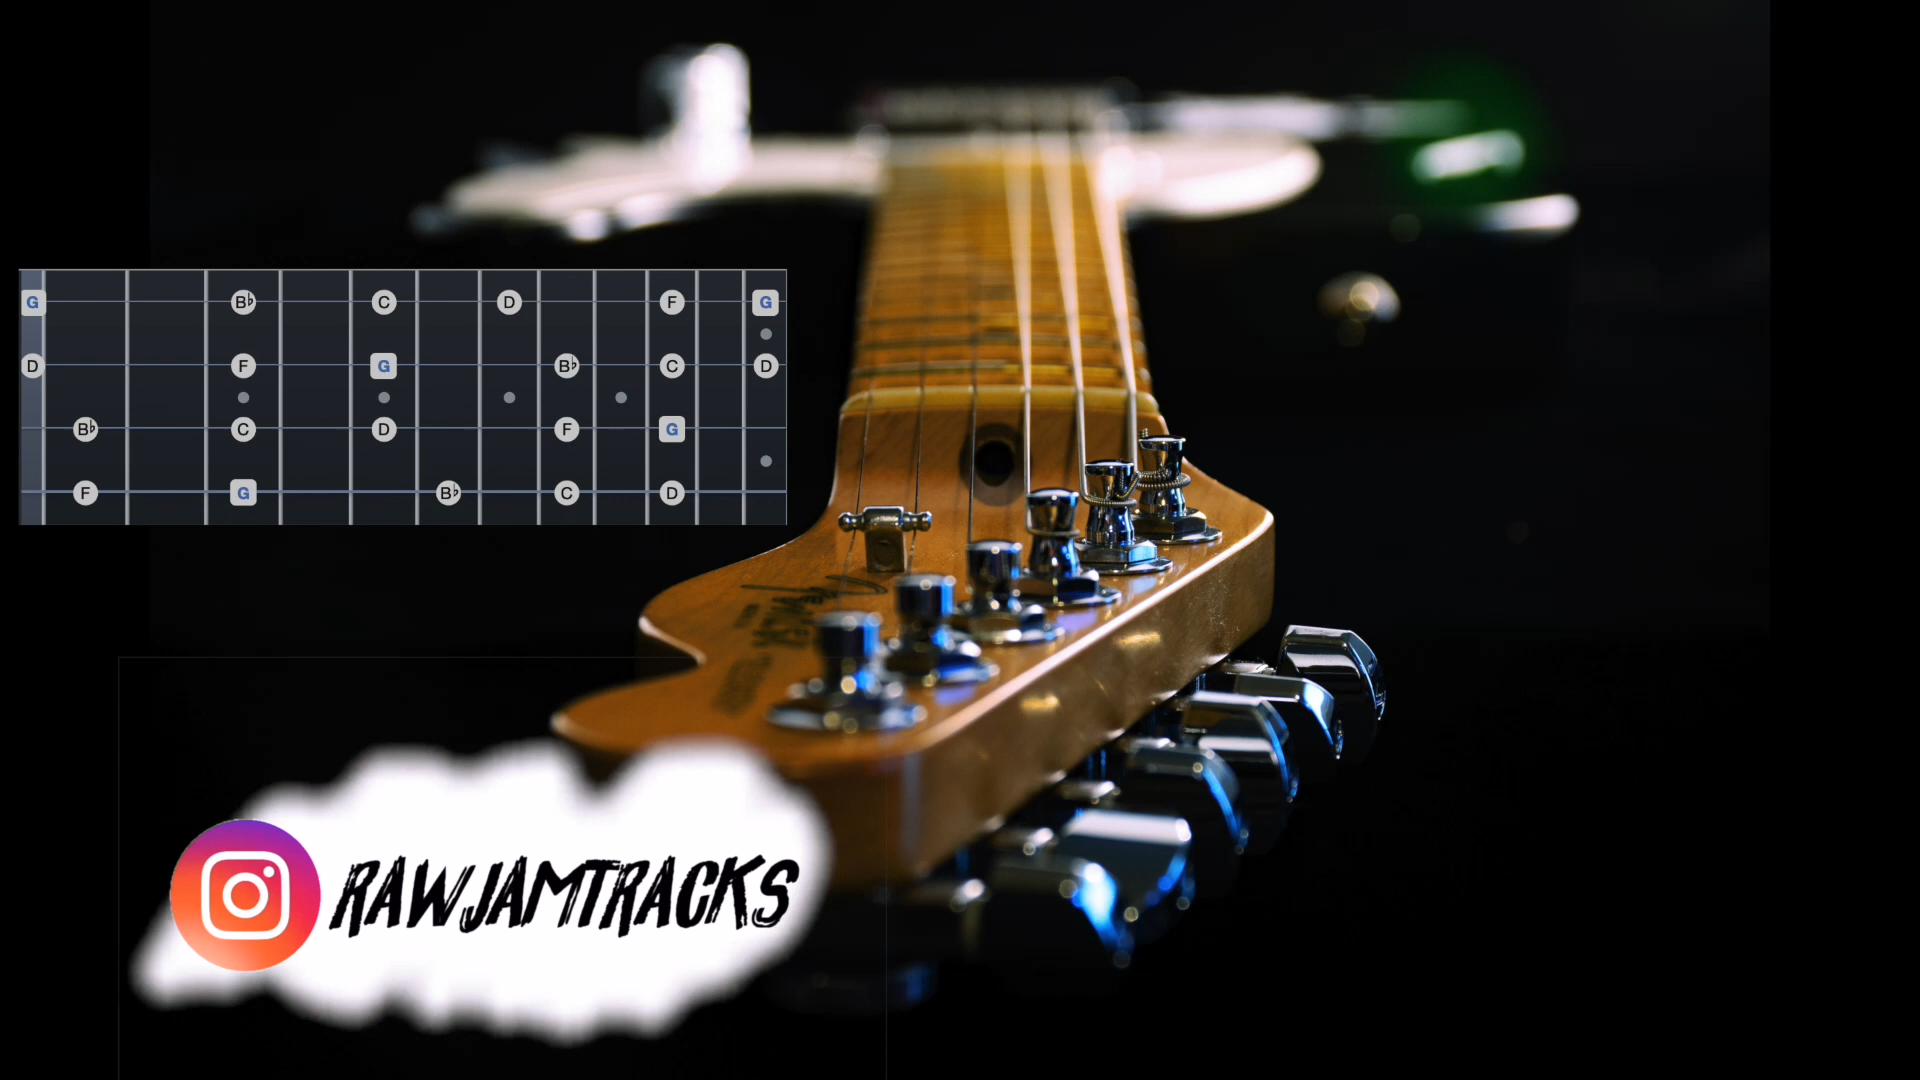 G B♭ C D F G
D F G B♭ C D
B♭ C D F G
F G B♭ C D
RAWJAMTRACKS